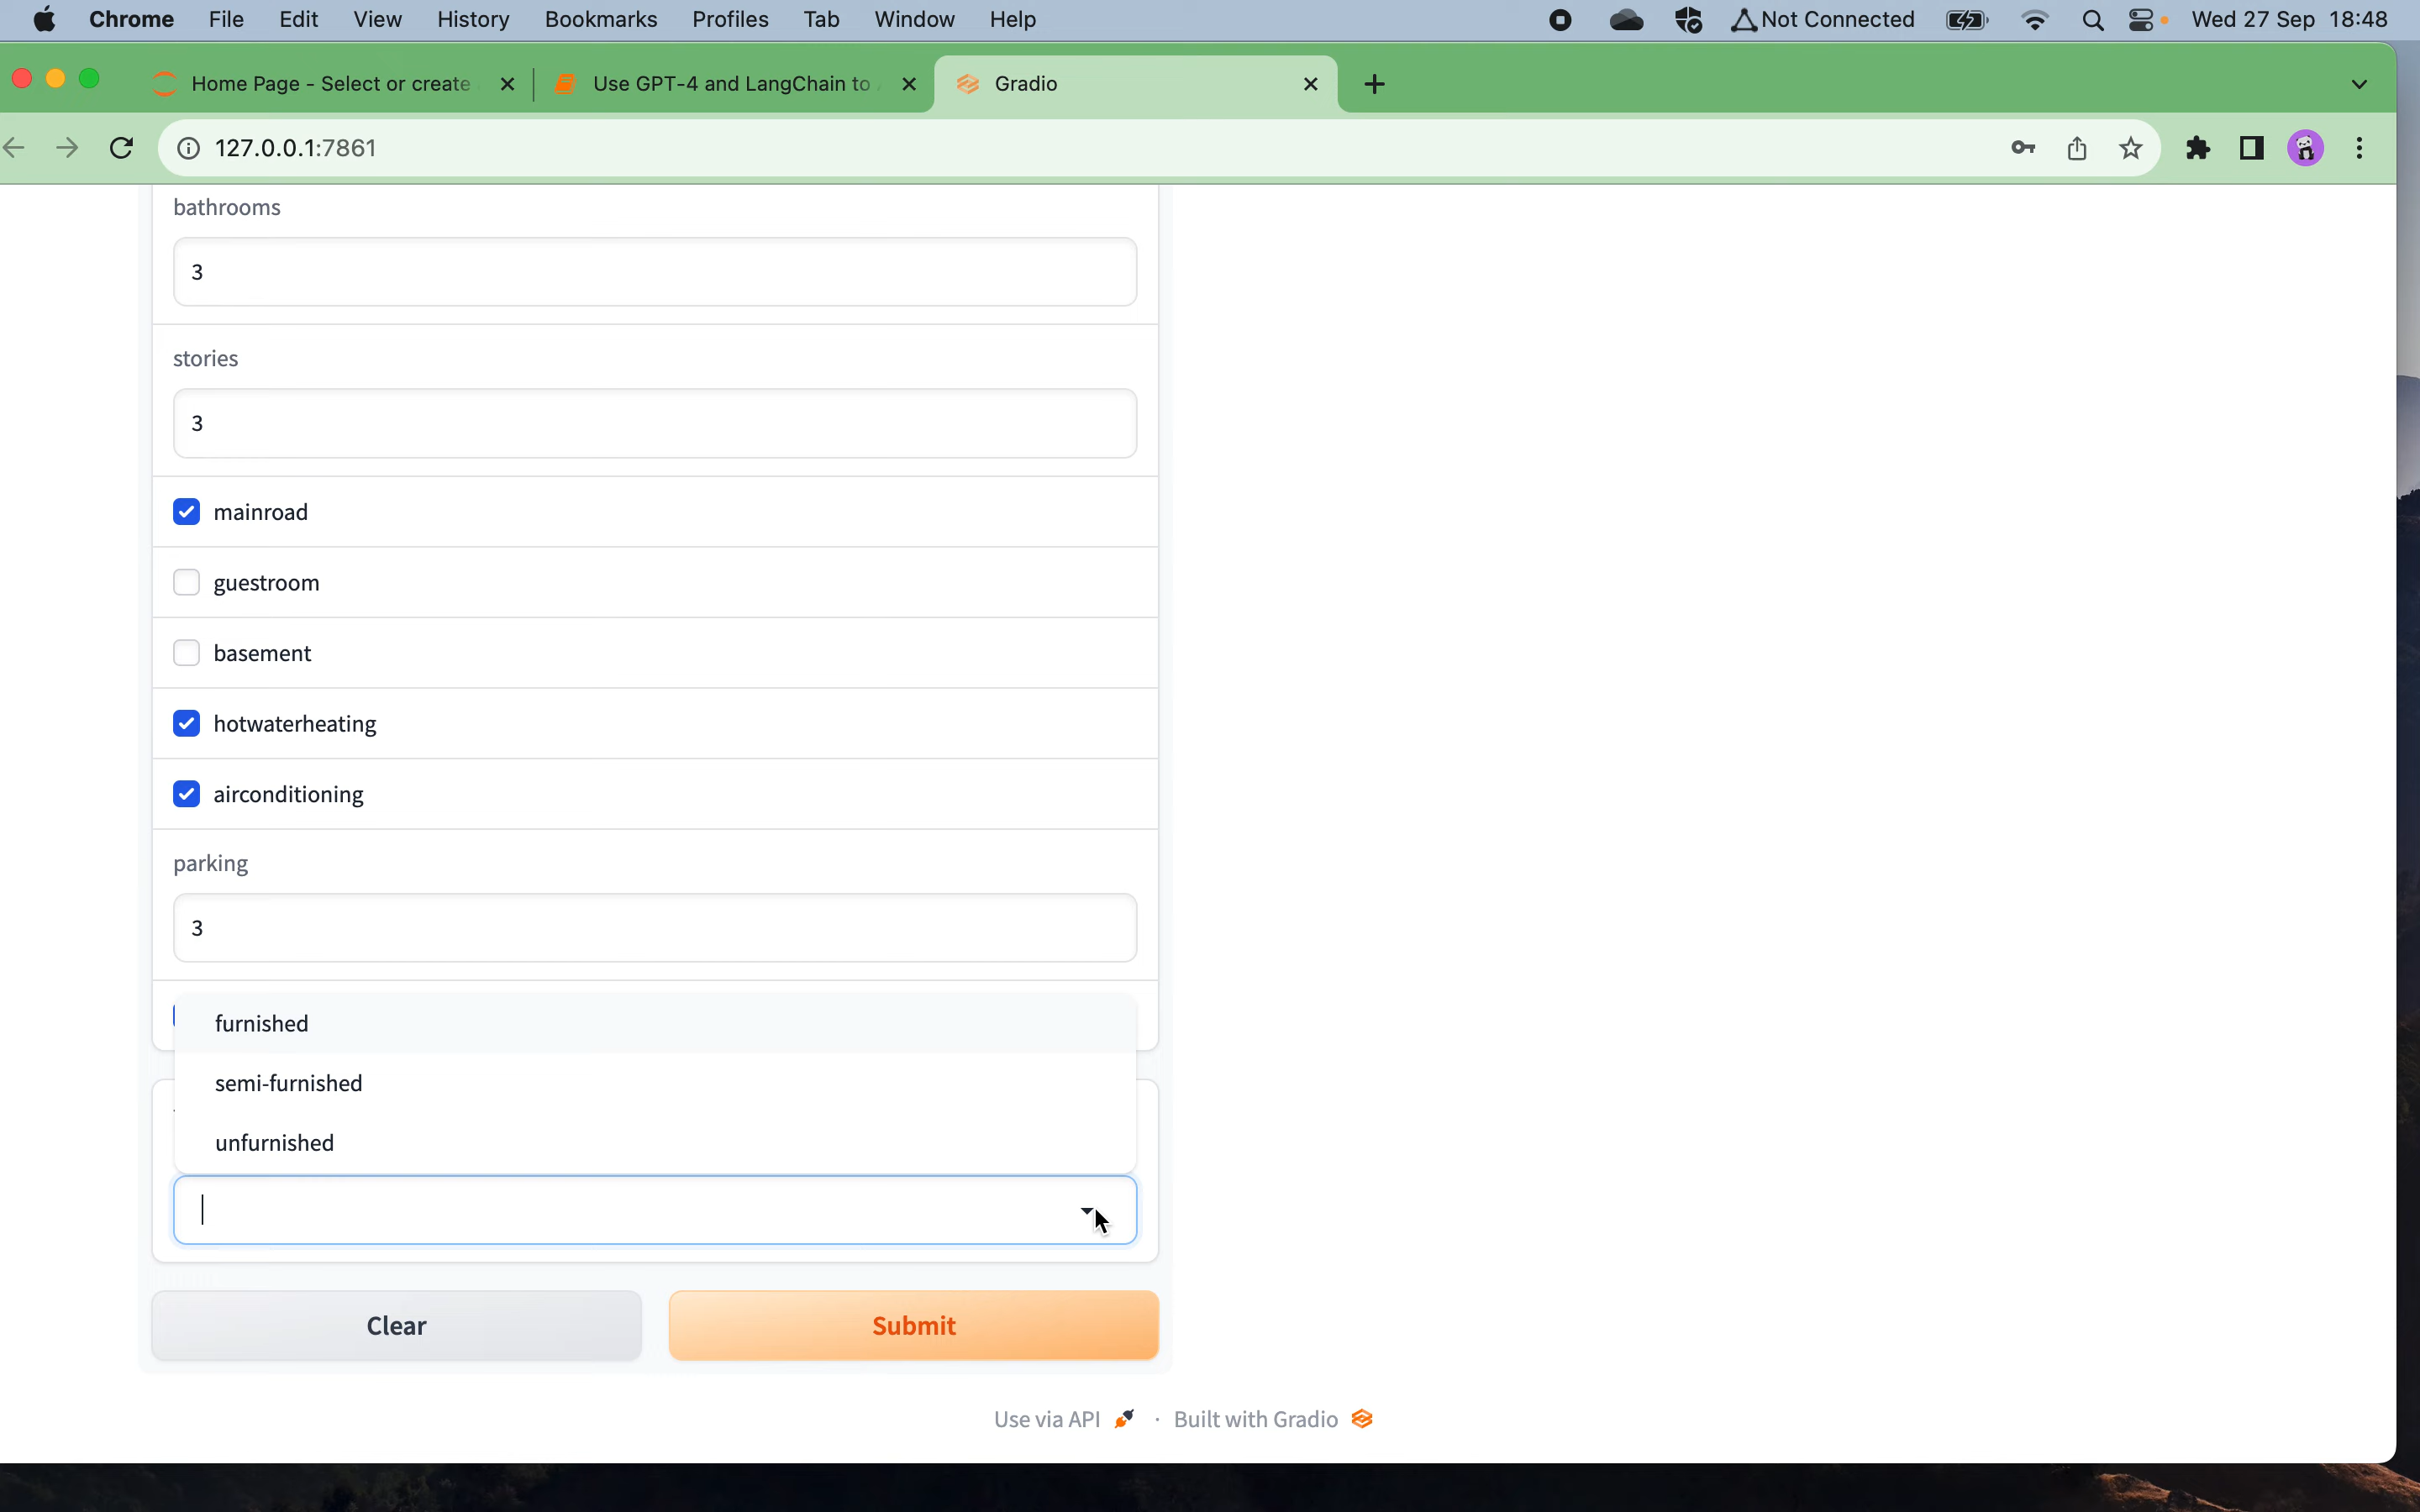 Chrome File Edit View History Bookmarks Profiles Tab Window Help Not Connected Wed 27 Sep 18:48
Home Page - Select or create Use GPT-4 and LangChain to Gradio
127.0.0.1:7861
bathrooms
3
stories
3
mainroad
guestroom
basement
hotwaterheating
airconditioning
parking
3
furnished
semi-furnished
unfurnished
Clear Submit
Use via API · Built with Gradio